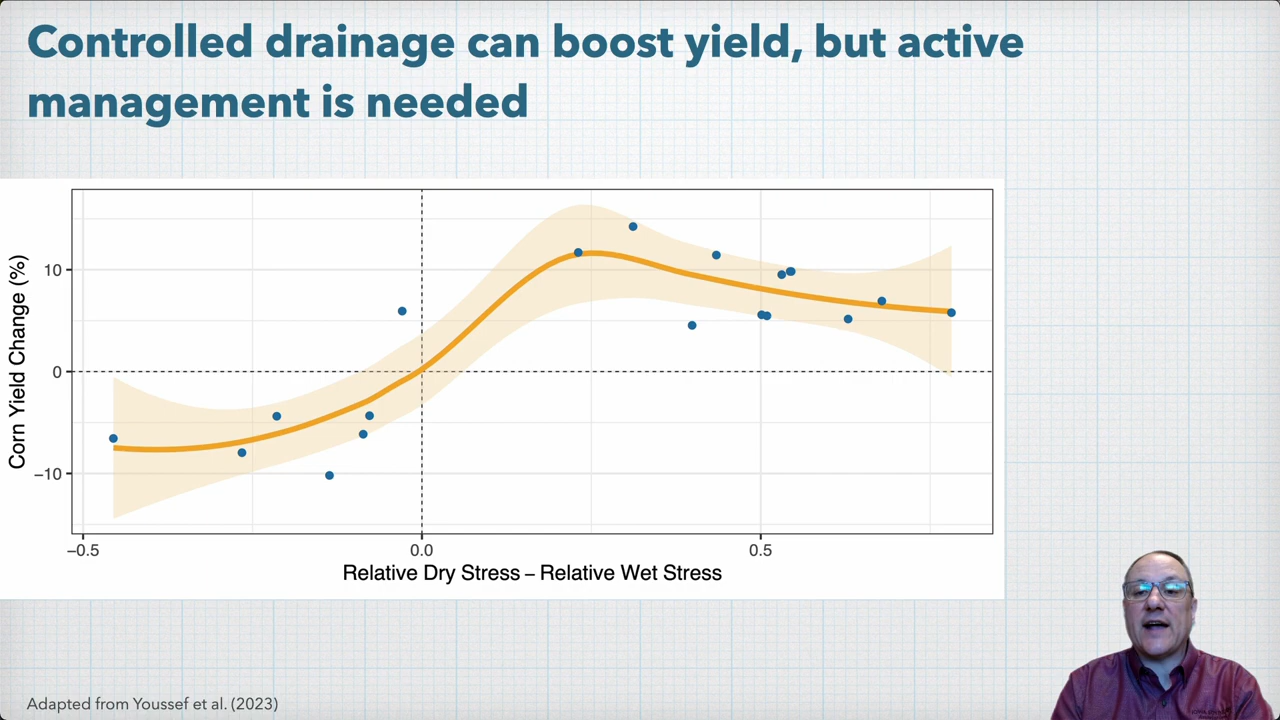 Controlled drainage can boost yield, but active
management is needed
Corn Yield Change (%)
10
0
−10
−0.5
0.0
0.5
Relative Dry Stress – Relative Wet Stress
Adapted from Youssef et al. (2023)